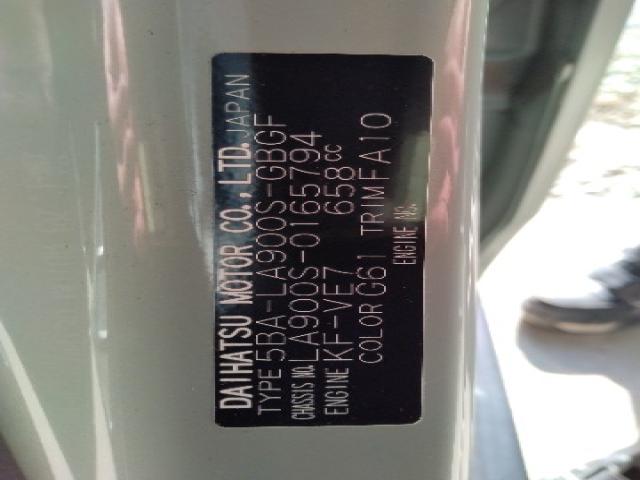 DAIHATSU MOTOR CO., LTD. JAPAN
TYPE 5BA-LA900S-GBGF
CHASSIS NO. LA900S-0165794
ENGINE KF-VE7 658cc
COLOR G61 TRIM FA10
ENGINE NO.